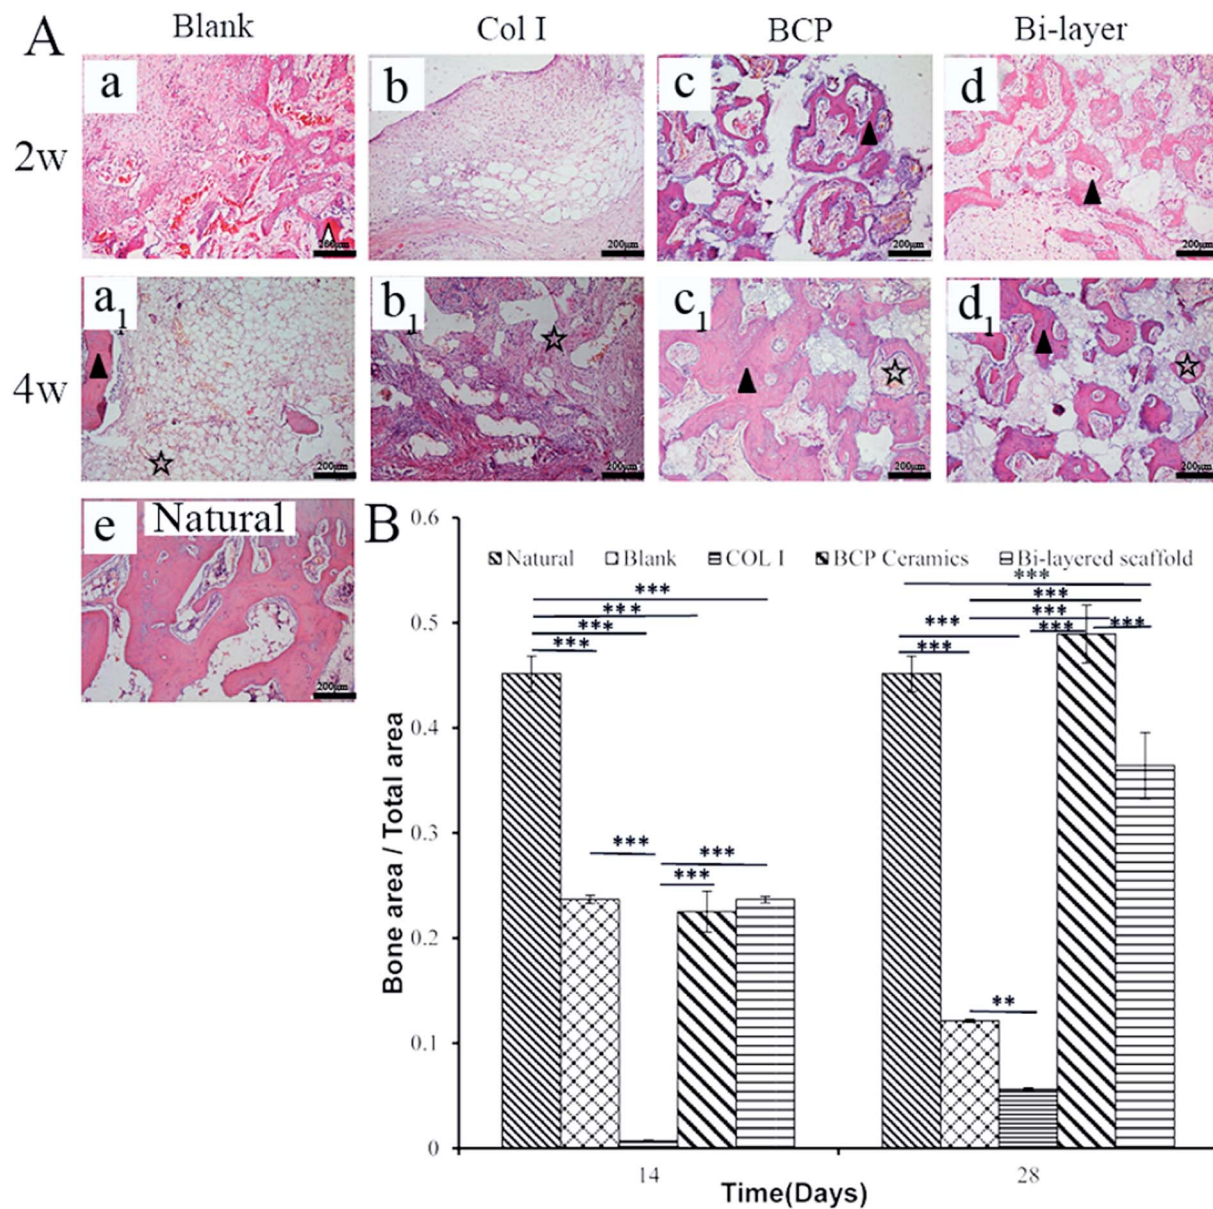 A
Blank
Col I
BCP
Bi-layer
2w
a
b
c
d
200μm
200μm
200μm
200μm
4w
a1
b1
c1
d1
200μm
200μm
200μm
200μm
e
Natural
200μm
B
0.6
Natural
Blank
COL I
BCP Ceramics
Bi-layered scaffold
***
***
***
***
***
***
***
***
***
***
***
0.5
0.4
0.3
***
***
***
0.2
**
0.1
0
Bone area / Total area
14
28
Time(Days)